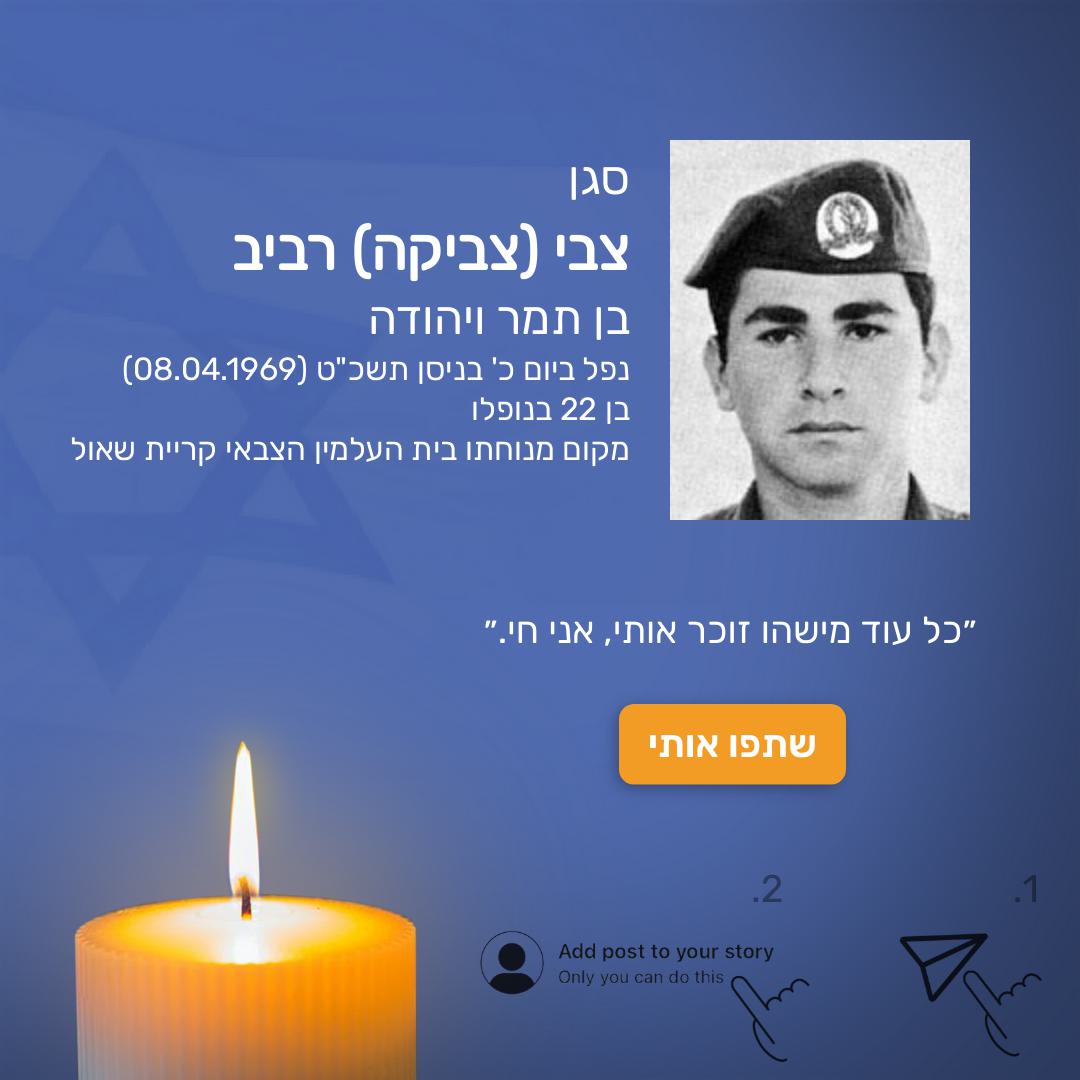 סגן
צבי (צביקה) רביב
בן תמר ויהודה
נפל ביום כ' בניסן תשכ"ט (08.04.1969)
בן 22 בנופלו
מקום מנוחתו בית העלמין הצבאי קריית שאול
״כל עוד מישהו זוכר אותי, אני חי.״
שתפו אותי
1.
2.
Add post to your story
Only you can do this